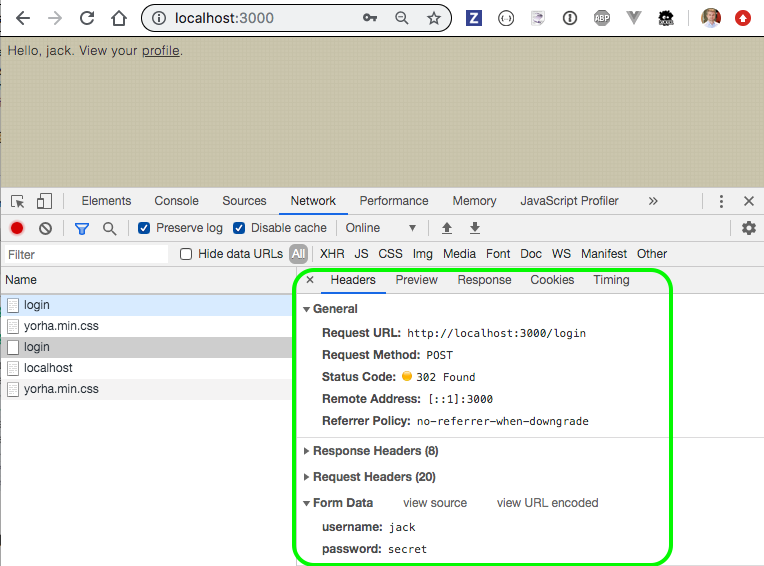 localhost:3000
Z {··} ABP
Hello, jack. View your profile.
Elements Console Sources Network Performance Memory JavaScript Profiler »
Preserve log Disable cache Online
Filter Hide data URLs All XHR JS CSS Img Media Font Doc WS Manifest Other
Name × Headers Preview Response Cookies Timing
login
yorha.min.css
login
localhost
yorha.min.css
General
Request URL: http://localhost:3000/login
Request Method: POST
Status Code: 302 Found
Remote Address: [::1]:3000
Referrer Policy: no-referrer-when-downgrade
Response Headers (8)
Request Headers (20)
Form Data view source view URL encoded
username: jack
password: secret